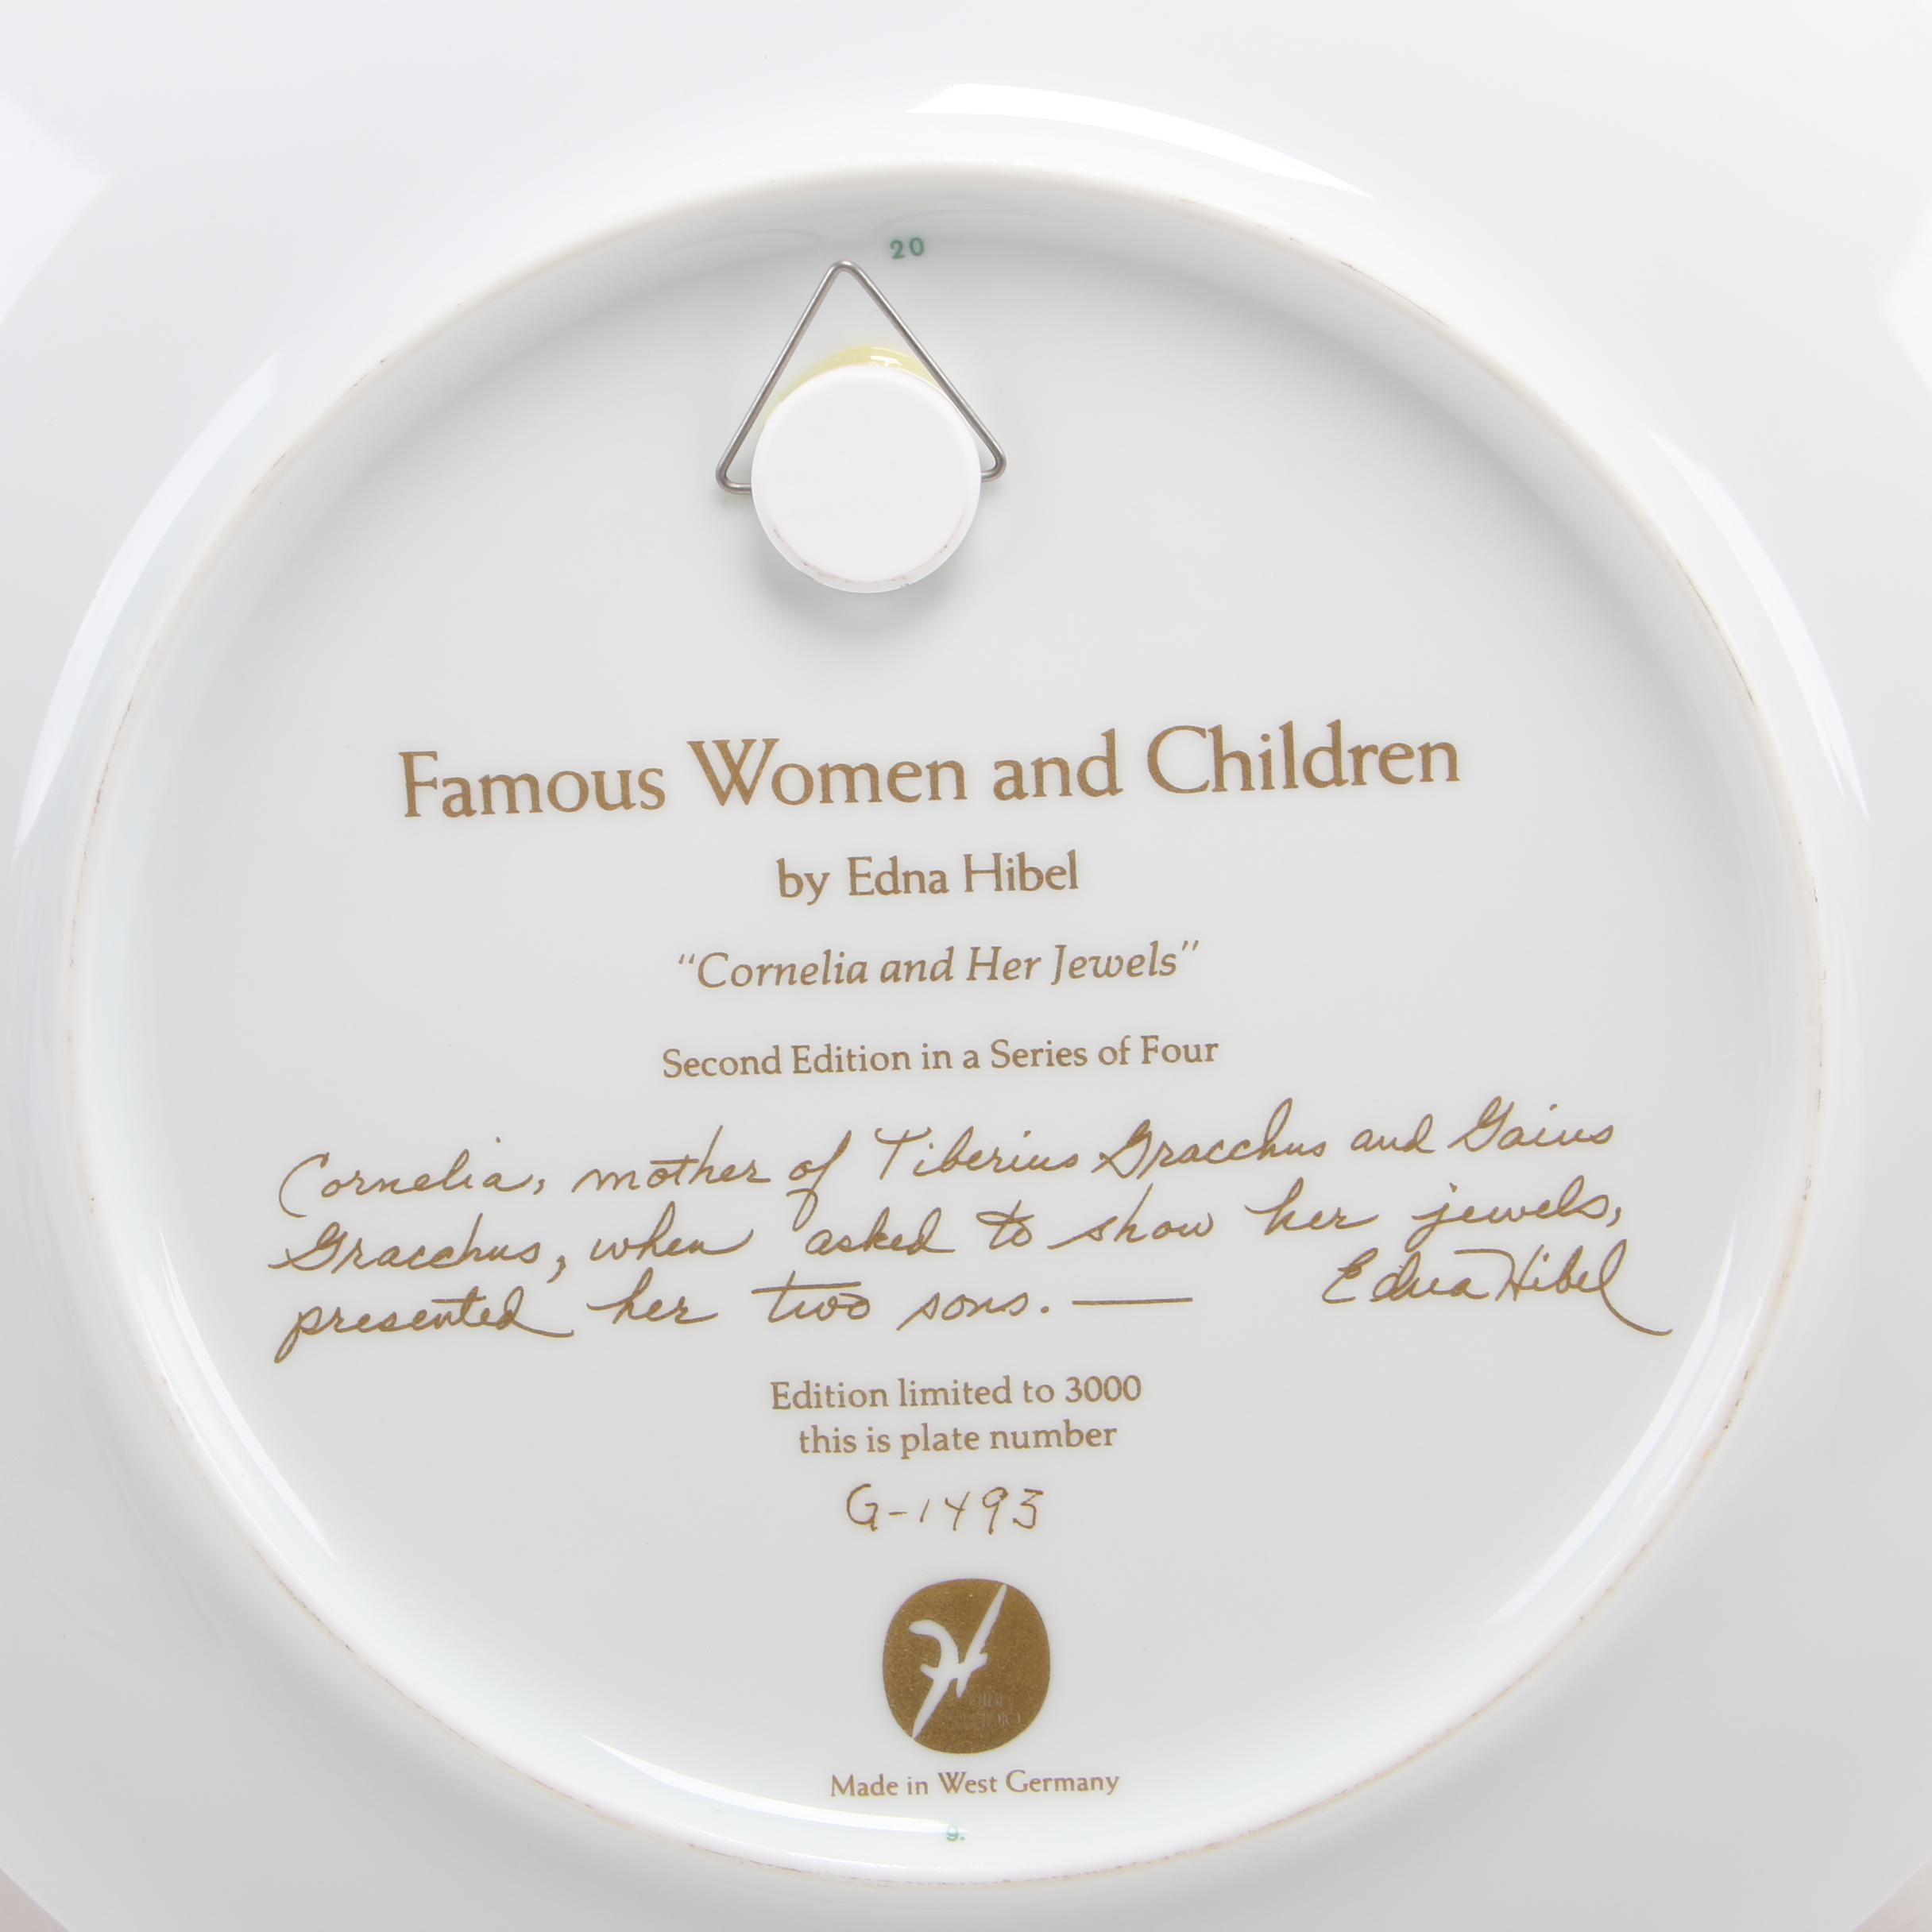 20
Famous Women and Children
by Edna Hibel
“Cornelia and Her Jewels”
Second Edition in a Series of Four
Cornelia, mother of Tiberius Gracchus and Gaius
Gracchus, when asked to show her jewels,
presented her two sons. —
Edna Hibel
Edition limited to 3000
this is plate number
G-1493
Made in West Germany
9.